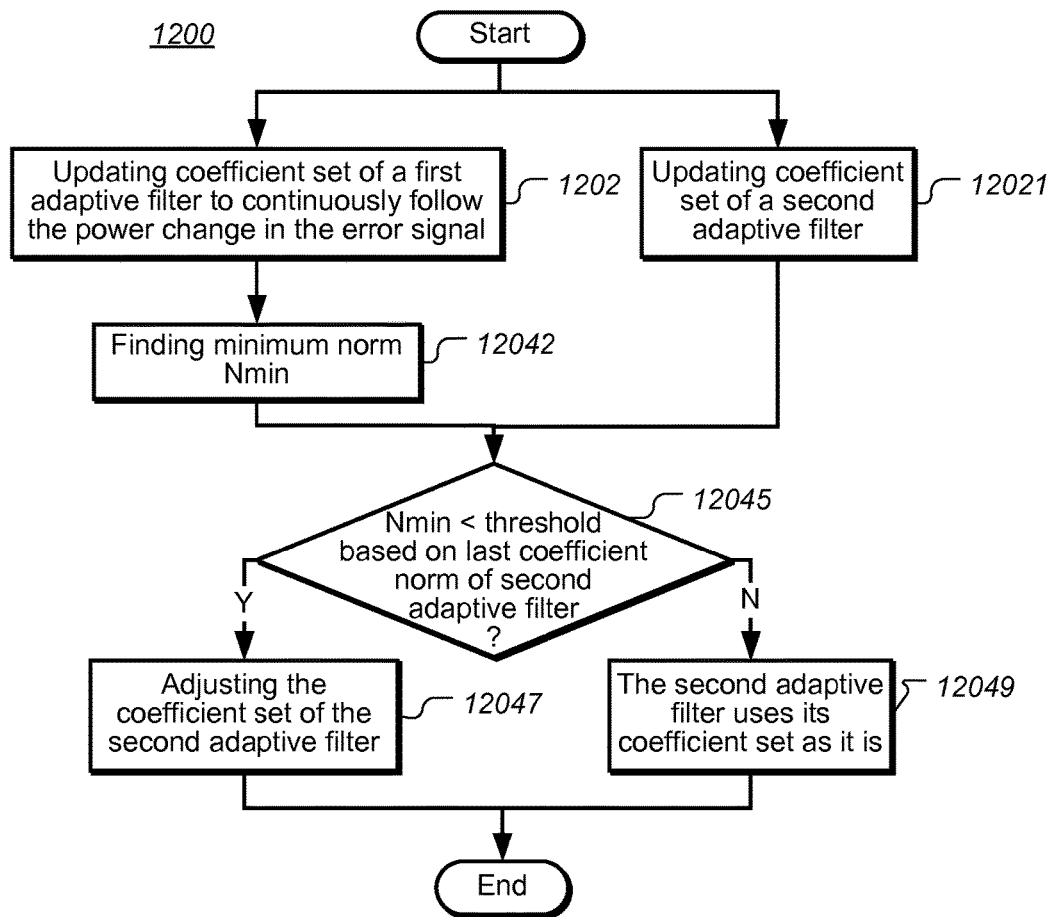 1200
Start
Updating coefficient set of a first
adaptive filter to continuously follow
the power change in the error signal
1202
Updating coefficient
set of a second
adaptive filter
12021
Finding minimum norm
Nmin
12042
Nmin < threshold
based on last coefficient
norm of second
adaptive filter
?
12045
Y
N
Adjusting the
coefficient set of the
second adaptive filter
12047
The second adaptive
filter uses its
coefficient set as it is
12049
End